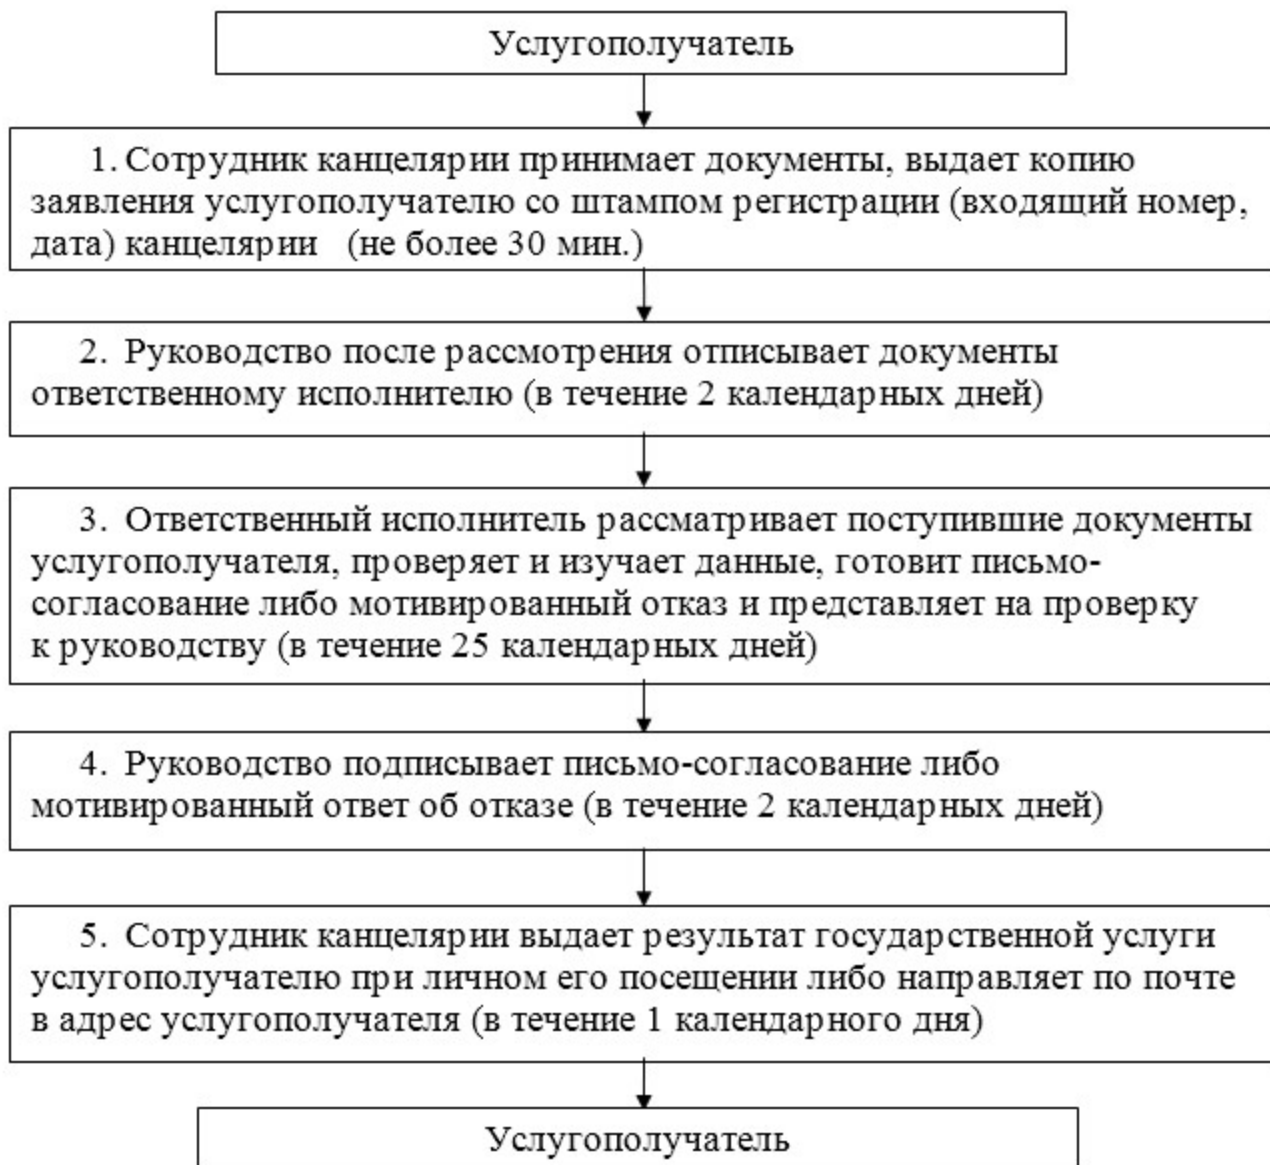 Услугополучатель
1. Сотрудник канцелярии принимает документы, выдает копию
заявления услугополучателю со штампом регистрации (входящий номер,
дата) канцелярии (не более 30 мин.)
2. Руководство после рассмотрения отписывает документы
ответственному исполнителю (в течение 2 календарных дней)
3. Ответственный исполнитель рассматривает поступившие документы
услугополучателя, проверяет и изучает данные, готовит письмо-
согласование либо мотивированный отказ и представляет на проверку
к руководству (в течение 25 календарных дней)
4. Руководство подписывает письмо-согласование либо
мотивированный ответ об отказе (в течение 2 календарных дней)
5. Сотрудник канцелярии выдает результат государственной услуги
услугополучателю при личном его посещении либо направляет по почте
в адрес услугополучателя (в течение 1 календарного дня)
Услугополучатель